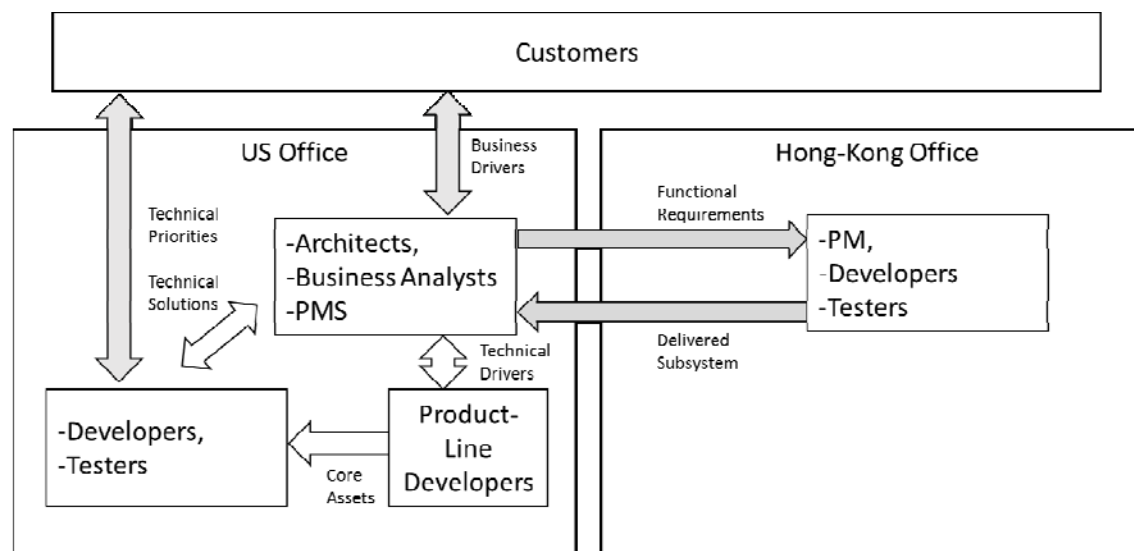 Customers
US Office
Business
Drivers
Technical
Priorities
Technical
Solutions
-Architects,
-Business Analysts
-PMS
Technical
Drivers
-Developers,
-Testers
Core
Assets
Product-
Line
Developers
Hong-Kong Office
Functional
Requirements
-PM,
-Developers
-Testers
Delivered
Subsystem